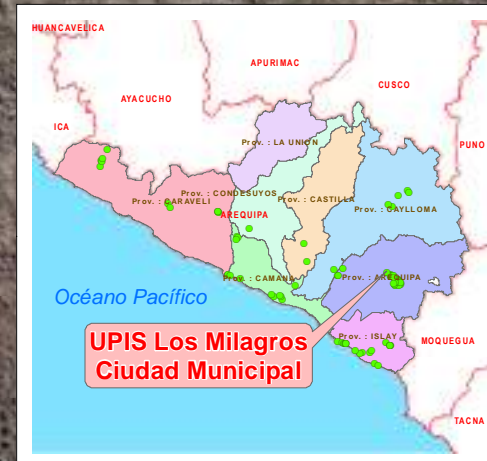 HUANCAVELICA
APURIMAC
CUSCO
AYACUCHO
ICA
PUNO
Prov. : LA UNION
Prov. : CONDESUYOS
Prov. : CARAVELI
Prov. : CASTILLA
Prov. : CAYLLOMA
AREQUIPA
Prov. : CAMANA
Prov. : AREQUIPA
Océano Pacífico
UPIS Los Milagros
Ciudad Municipal
Prov. : ISLAY
MOQUEGUA
TACNA